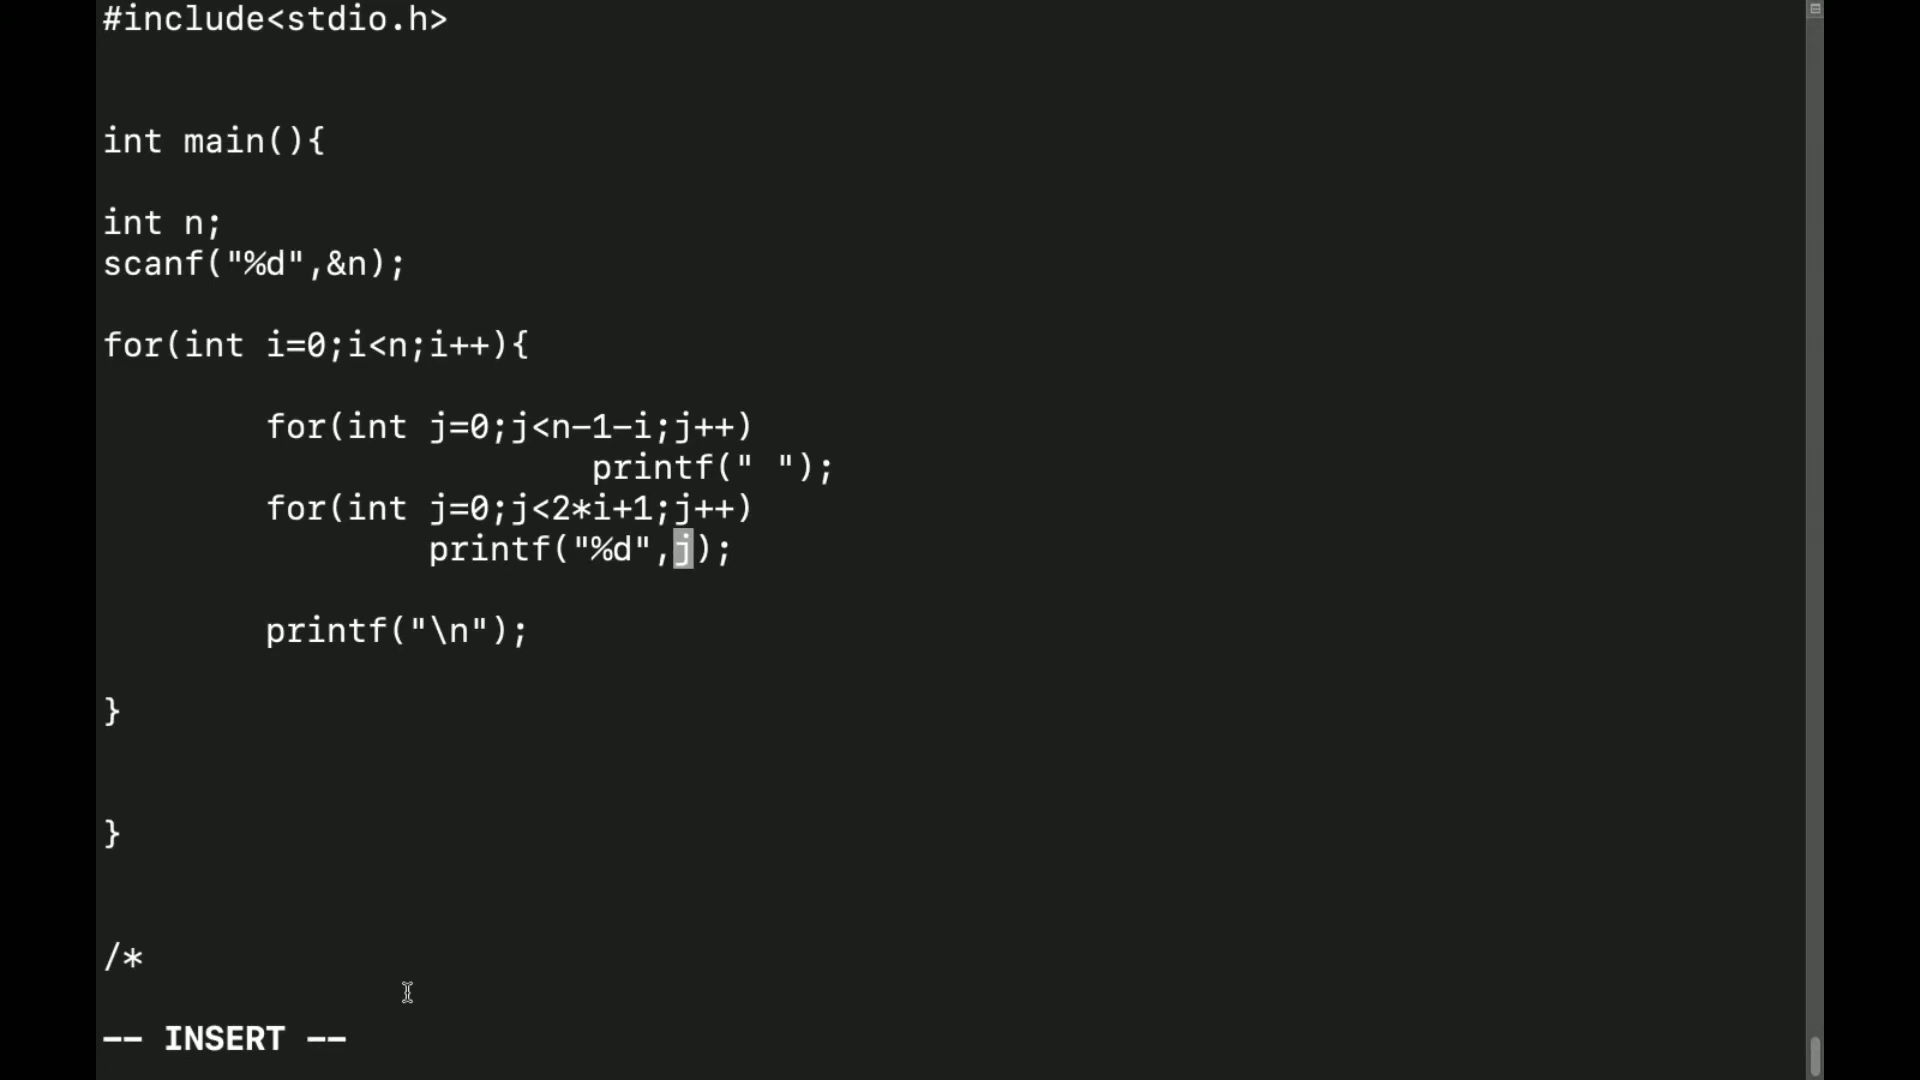 #include<stdio.h>
int main(){
int n;
scanf("%d",&n);
for(int i=0;i<n;i++){
for(int j=0;j<n-1-i;j++)
printf(" ");
for(int j=0;j<2*i+1;j++)
printf("%d",j);
printf("\n");
}
}
/*
-- INSERT --